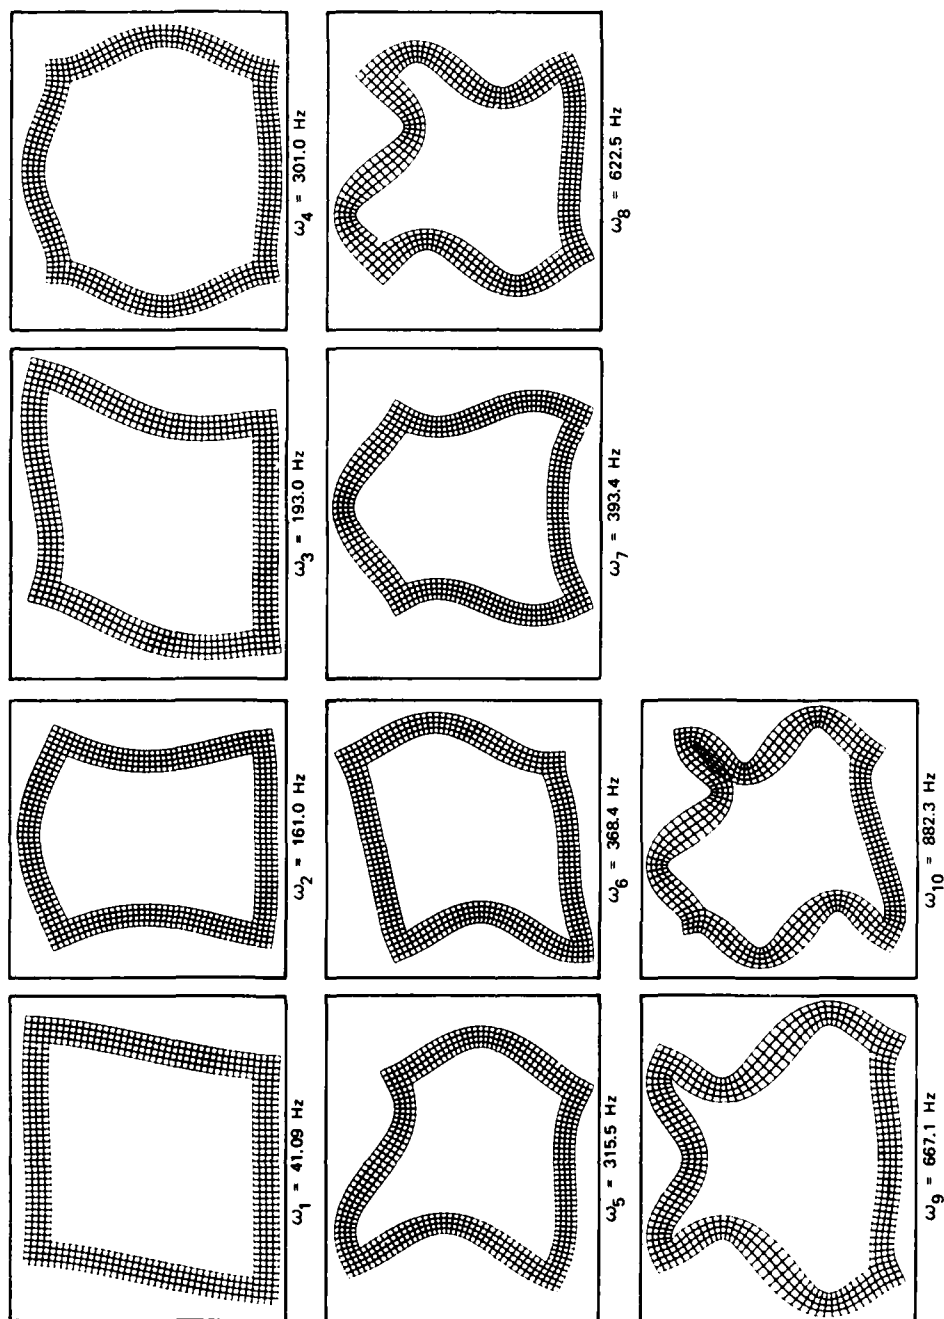 ω1 = 41.09 Hz
ω2 = 161.0 Hz
ω3 = 193.0 Hz
ω4 = 301.0 Hz
ω5 = 315.5 Hz
ω6 = 368.4 Hz
ω7 = 393.4 Hz
ω8 = 622.5 Hz
ω9 = 667.1 Hz
ω10 = 882.3 Hz